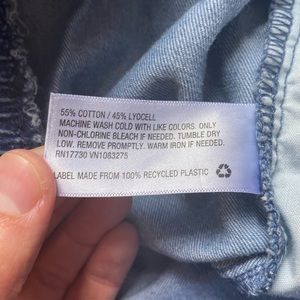 55% COTTON / 45% LYOCELL
MACHINE WASH COLD WITH LIKE COLORS. ONLY
NON-CHLORINE BLEACH IF NEEDED. TUMBLE DRY
LOW. REMOVE PROMPTLY. WARM IRON IF NEEDED.
RN17730 VN1083275
LABEL MADE FROM 100% RECYCLED PLASTIC